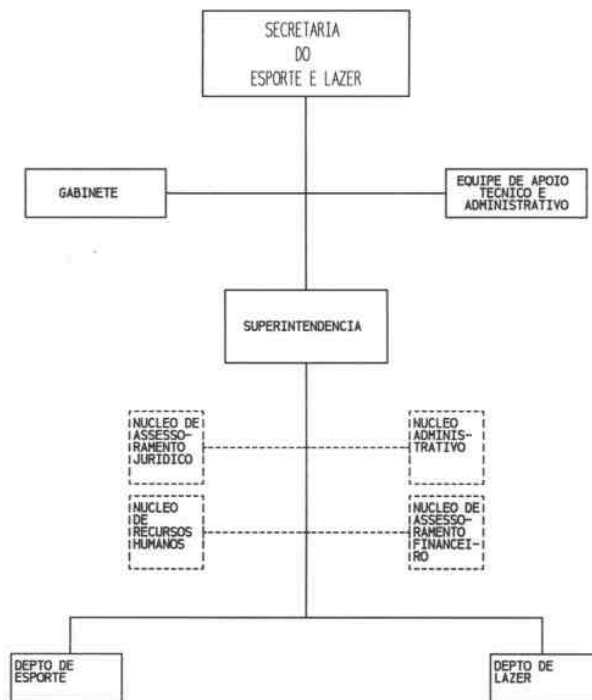 SECRETARIA
DO
ESPORTE E LAZER
GABINETE
EQUIPE DE APOIO
TECNICO E
ADMINISTRATIVO
SUPERINTENDENCIA
NUCLEO DE
ASSESSO-
RAMENTO
JURIDICO
NUCLEO
ADMINIS-
TRATIVO
NUCLEO
DE
RECURSOS
HUMANOS
NUCLEO DE
ASSESSO-
RAMENTO
FINANCEI-
RO
DEPTO DE
ESPORTE
DEPTO DE
LAZER